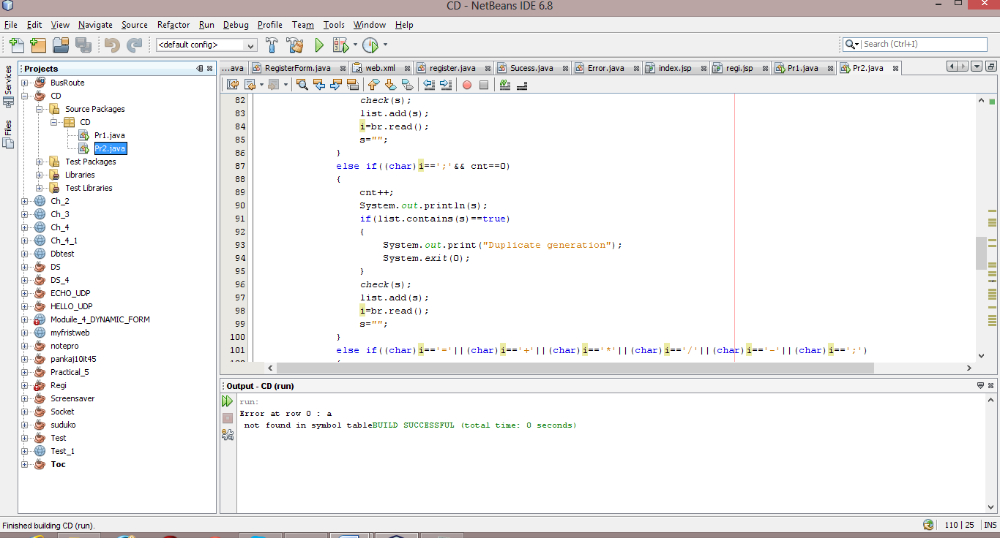 CD - NetBeans IDE 6.8
File Edit View Navigate Source Refactor Run Debug Profile Team Tools Window Help
<default config> Search (Ctrl+I)
Projects
Services
Files
BusRoute
CD
Source Packages
CD
Pr1.java
Pr2.java
Test Packages
Libraries
Test Libraries
Ch_2
Ch_3
Ch_4
Ch_4_1
Dbtest
DS
DS_4
ECHO_UDP
HELLO_UDP
Moduile_4_DYNAMIC_FORM
myfristweb
notepro
pankaj10it45
Practical_5
Regi
Screensaver
Socket
suduko
Test
Test_1
Toc
...ava RegisterForm.java web.xml register.java Sucess.java Error.java index.jsp regi.jsp Pr1.java Pr2.java
82 check(s);
83 list.add(s);
84 i=br.read();
85 s="";
86 }
87 else if((char)i==';'&& cnt==0)
88 {
89 cnt++;
90 System.out.println(s);
91 if(list.contains(s)==true)
92 {
93 System.out.print("Duplicate generation");
94 System.exit(0);
95 }
96 check(s);
97 list.add(s);
98 i=br.read();
99 s="";
100 }
101 else if((char)i=='='||(char)i=='+'||(char)i=='*'||(char)i=='/'||(char)i=='-'||(char)i==';')
Output - CD (run)
run:
Error at row 0 : a
not found in symbol tableBUILD SUCCESSFUL (total time: 0 seconds)
Finished building CD (run). 110 | 25 INS